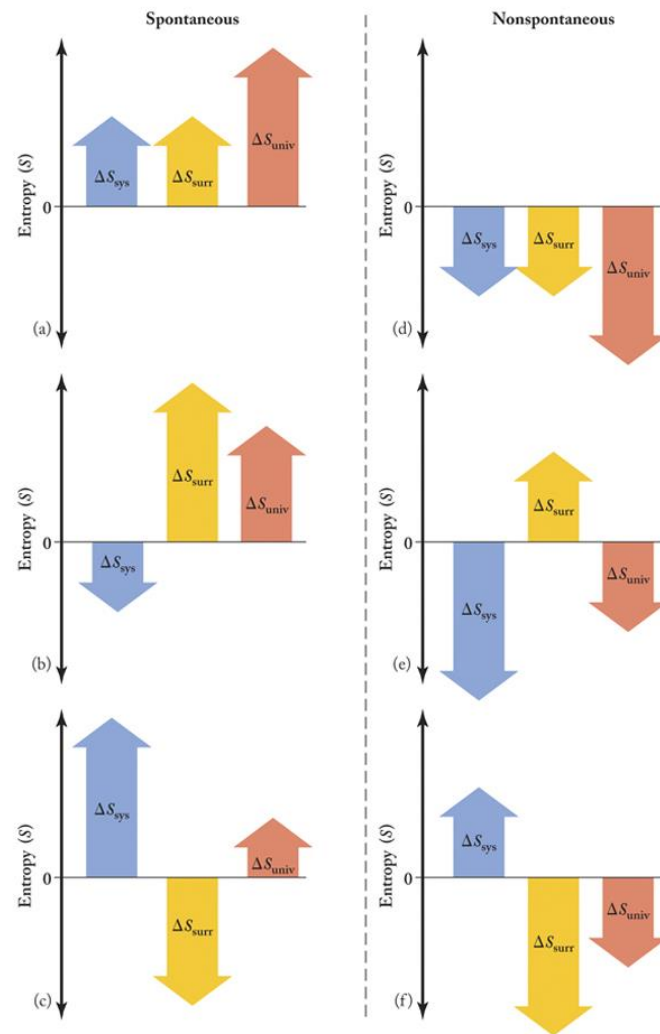 Spontaneous
Nonspontaneous
Entropy (S)
0
ΔSsys
ΔSsurr
ΔSuniv
(a)
Entropy (S)
0
ΔSsys
ΔSsurr
ΔSuniv
(d)
Entropy (S)
0
ΔSsys
ΔSsurr
ΔSuniv
(b)
Entropy (S)
0
ΔSsys
ΔSsurr
ΔSuniv
(e)
Entropy (S)
0
ΔSsys
ΔSsurr
ΔSuniv
(c)
Entropy (S)
0
ΔSsys
ΔSsurr
ΔSuniv
(f)